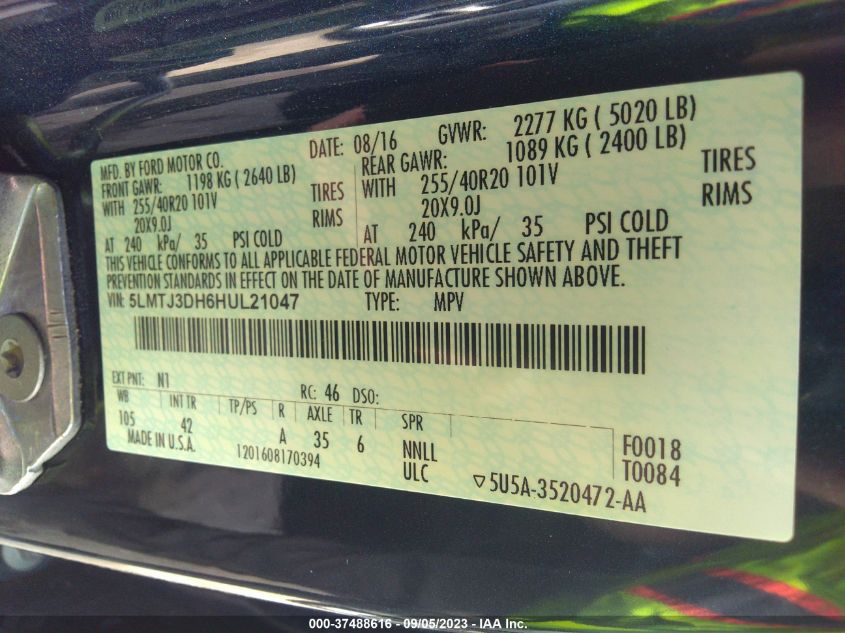 MFD. BY FORD MOTOR CO.
DATE: 08/16 GVWR: 2277 KG ( 5020 LB)
FRONT GAWR: 1198 KG ( 2640 LB)
REAR GAWR: 1089 KG ( 2400 LB)
WITH 255/40R20 101V TIRES
WITH 255/40R20 101V TIRES
20X9.0J RIMS
20X9.0J RIMS
AT 240 kPa/ 35 PSI COLD
AT 240 kPa/ 35 PSI COLD
THIS VEHICLE CONFORMS TO ALL APPLICABLE FEDERAL MOTOR VEHICLE SAFETY AND THEFT
PREVENTION STANDARDS IN EFFECT ON THE DATE OF MANUFACTURE SHOWN ABOVE.
VIN: 5LMTJ3DH6HUL21047 TYPE: MPV
EXT PNT: N1 RC: 46 DSO:
WB INT TR TP/PS R AXLE TR SPR
105 42 A 35 6 NNLL F0018
MADE IN U.S.A. 1201608170394 ULC T0084
▽5U5A-3520472-AA
000-37488616 - 09/05/2023 - IAA Inc.